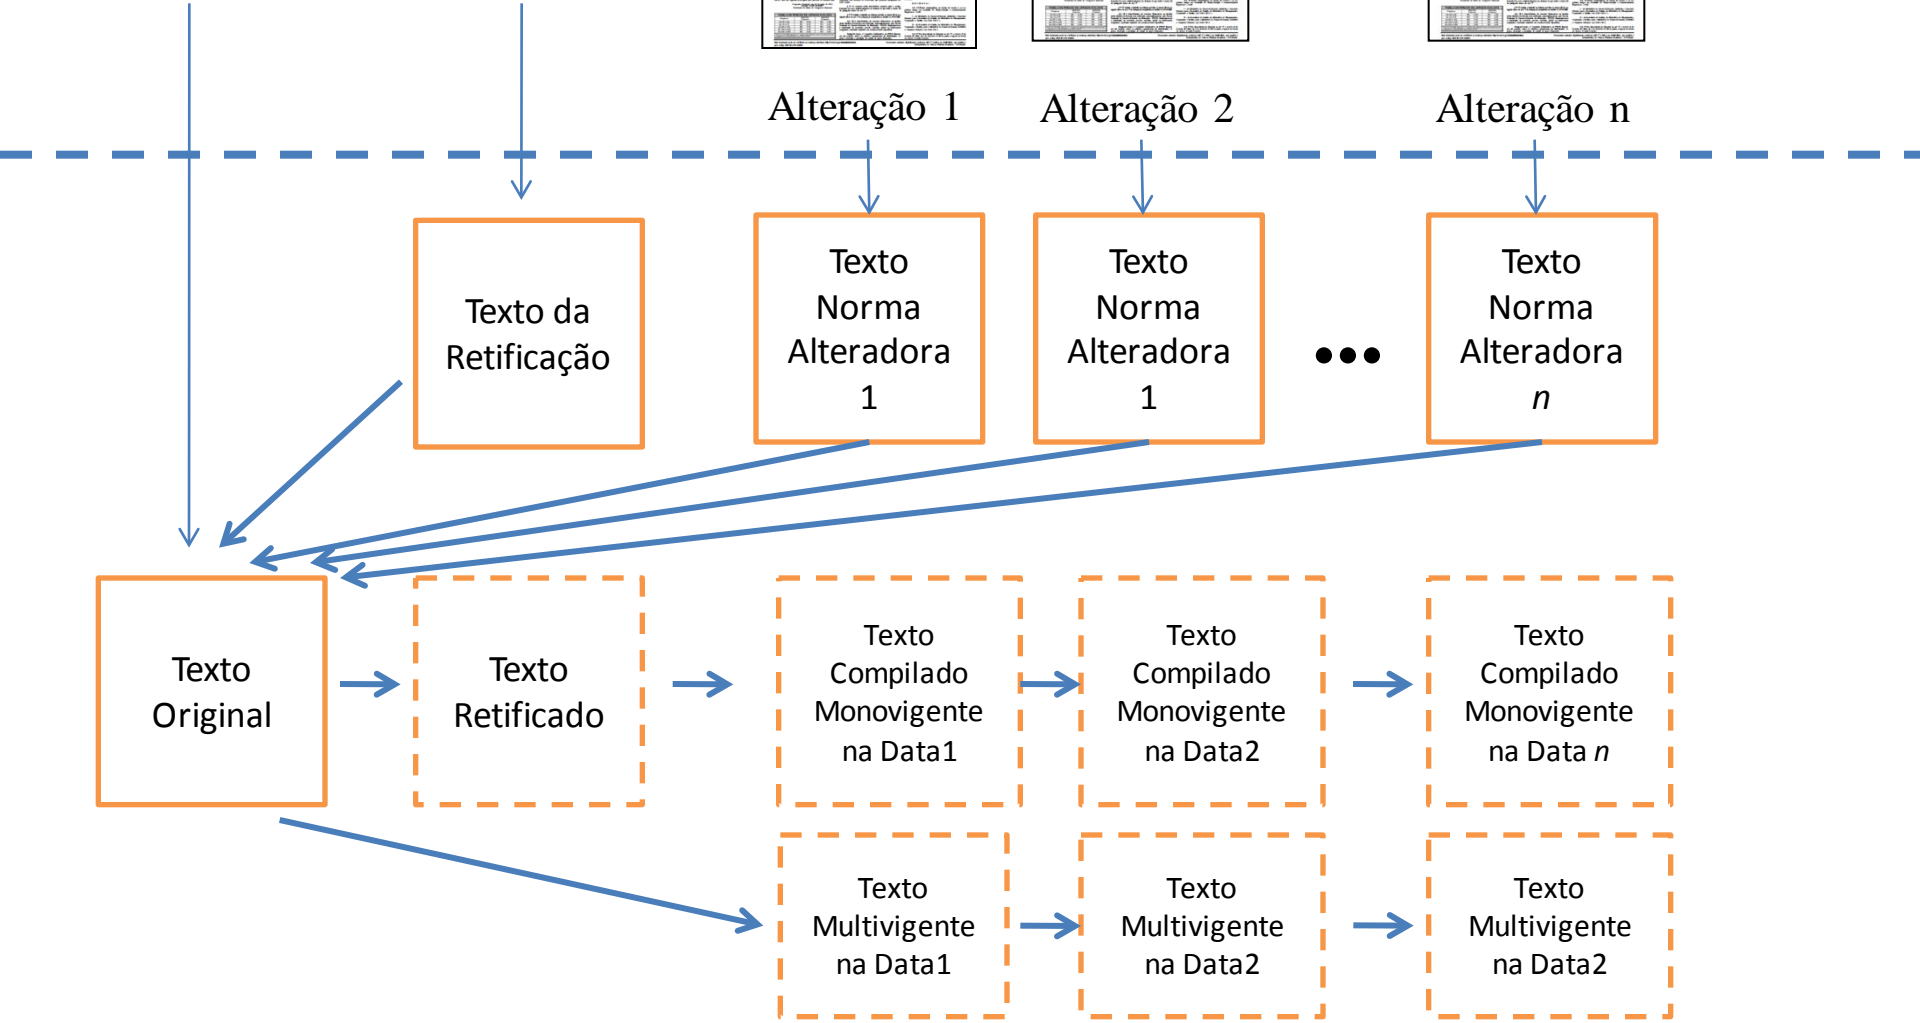 Alteração 1
Alteração 2
Alteração n
Texto da
Retificação
Texto
Norma
Alteradora
1
Texto
Norma
Alteradora
1
•••
Texto
Norma
Alteradora
n
Texto
Original
Texto
Retificado
Texto
Compilado
Monovigente
na Data1
Texto
Compilado
Monovigente
na Data2
Texto
Compilado
Monovigente
na Data n
Texto
Multivigente
na Data1
Texto
Multivigente
na Data2
Texto
Multivigente
na Data2